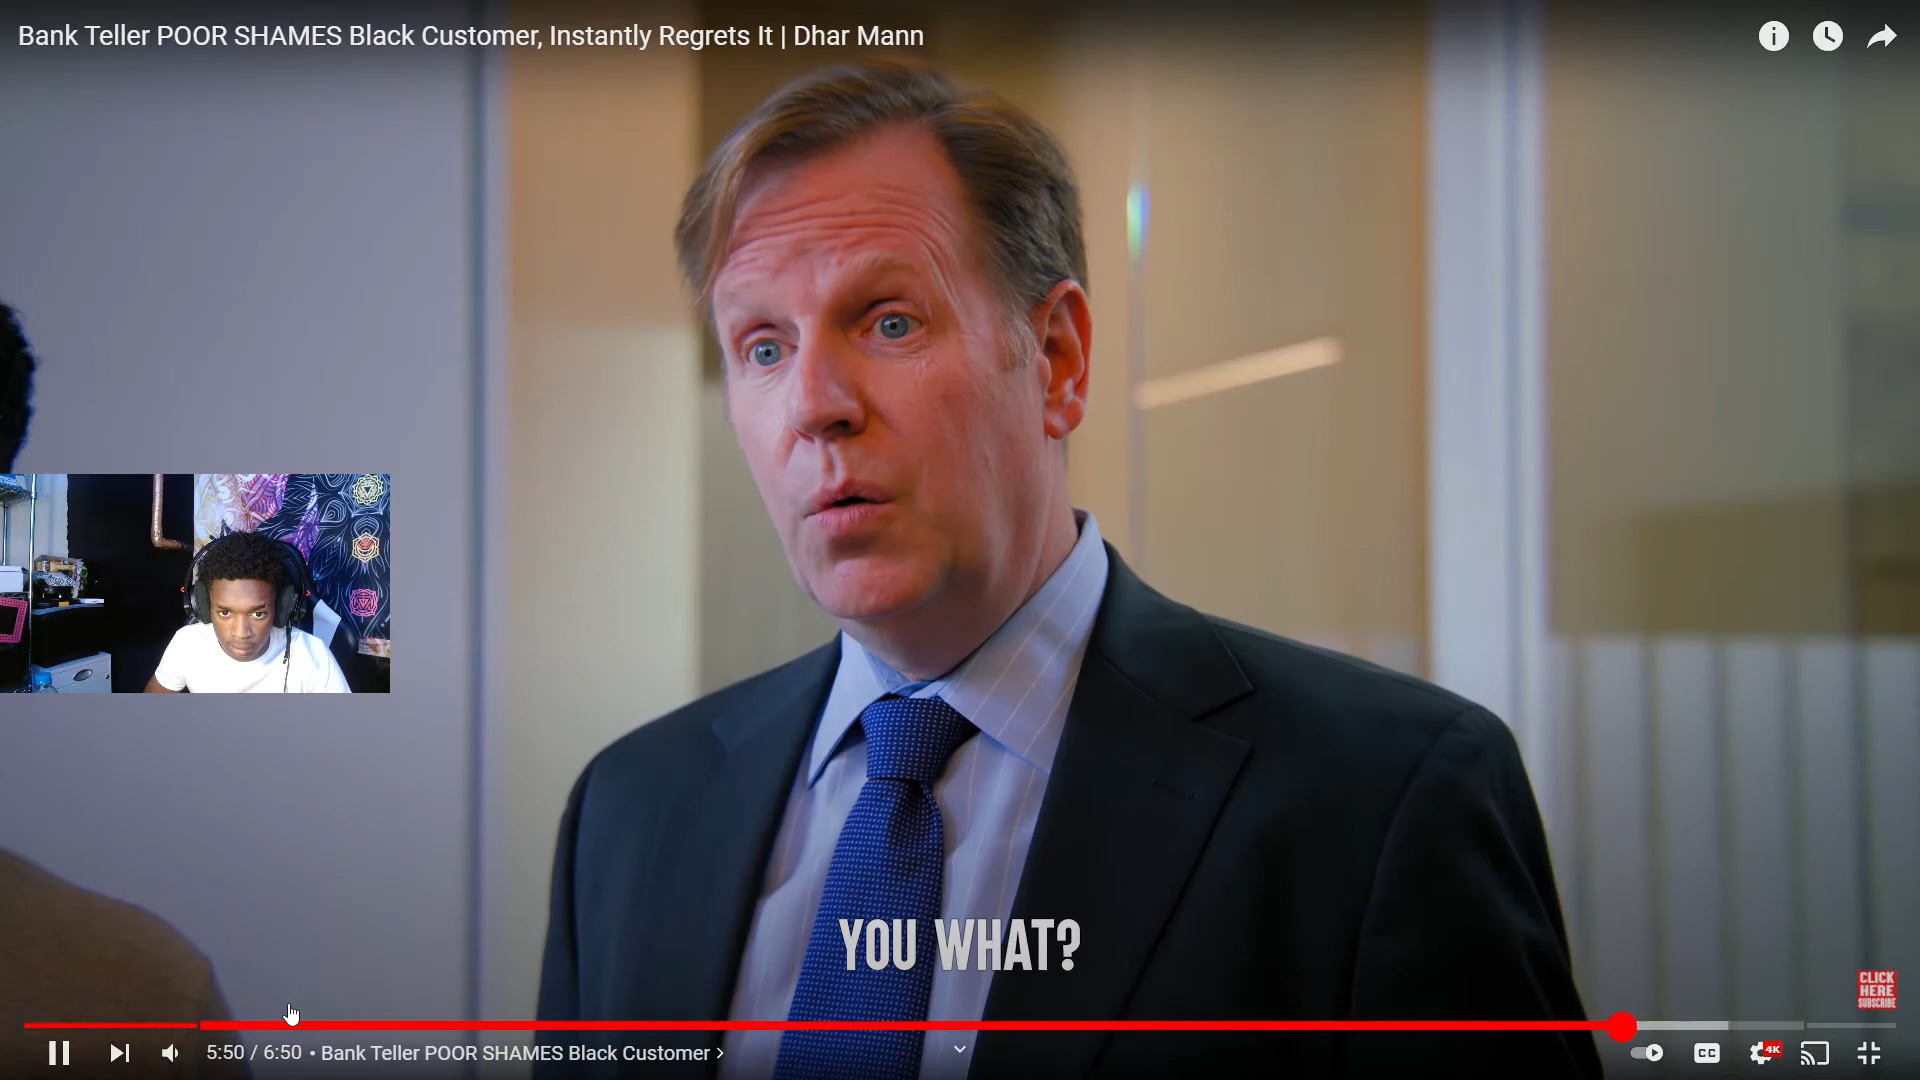 Bank Teller POOR SHAMES Black Customer, Instantly Regrets It | Dhar Mann
YOU WHAT?
CLICK
HERE
SUBSCRIBE
5:50 / 6:50 • Bank Teller POOR SHAMES Black Customer >
CC
4K